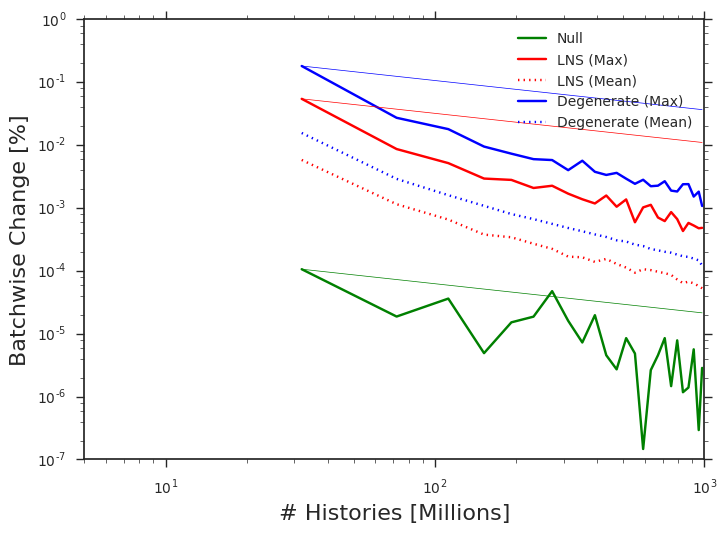 Null
LNS (Max)
LNS (Mean)
Degenerate (Max)
Degenerate (Mean)
Batchwise Change [%]
10^0
10^-1
10^-2
10^-3
10^-4
10^-5
10^-6
10^-7
10^1 10^2 10^3
# Histories [Millions]